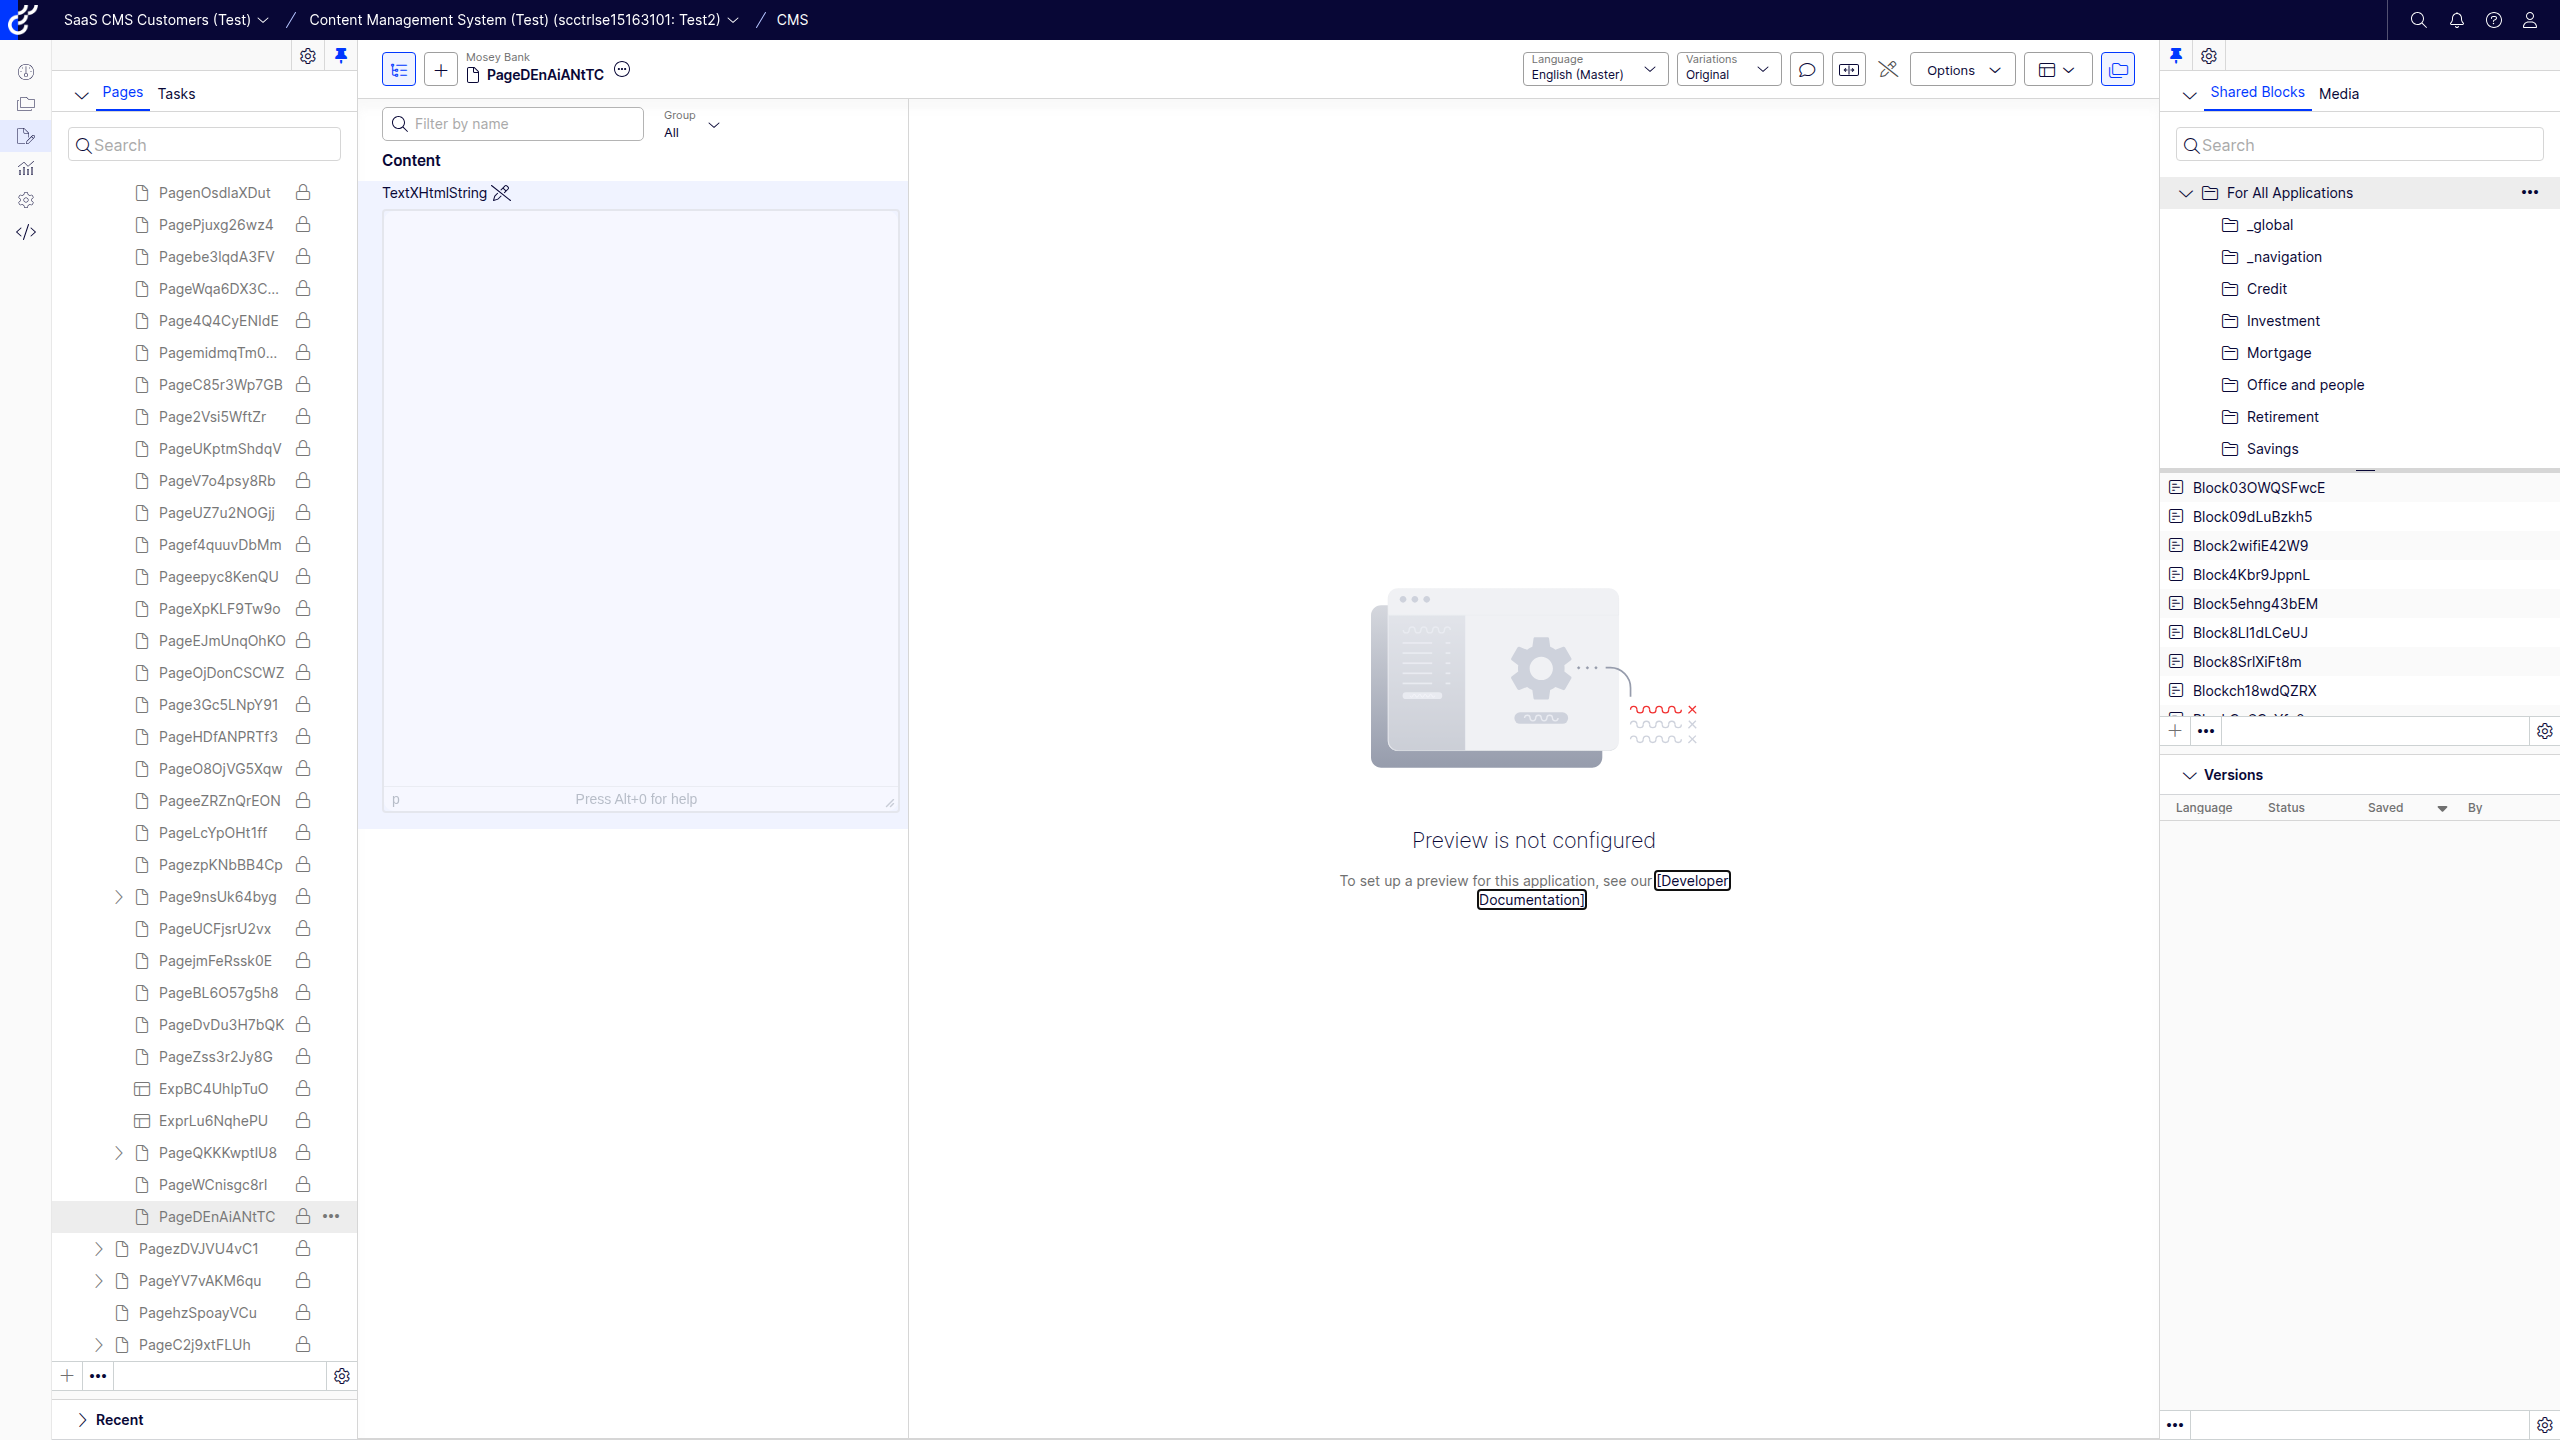 SaaS CMS Customers (Test) / Content Management System (Test) (scctrlse15163101: Test2) / CMS
Pages Tasks
Search
PagenOsdlaXDut
PagePjuxg26wz4
Pagebe3lqdA3FV
PageWqa6DX3C...
Page4Q4CyENldE
PagemidmqTm0...
PageC85r3Wp7GB
Page2Vsi5WftZr
PageUKptmShdqV
PageV7o4psy8Rb
PageUZ7u2NOGjj
Pagef4quuvDbMm
Pageepyc8KenQU
PageXpKLF9Tw9o
PageEJmUnqOhKO
PageOjDonCSCWZ
Page3Gc5LNpY91
PageHDfANPRTf3
PageO8OjVG5Xqw
PageeZRZnQrEON
PageLcYpOHt1ff
PagezpKNbBB4Cp
Page9nsUk64byg
PageUCFjsrU2vx
PagejmFeRssk0E
PageBL6O57g5h8
PageDvDu3H7bQK
PageZss3r2Jy8G
ExpBC4UhlpTuO
ExprLu6NqhePU
PageQKKKwptlU8
PageWCnisgc8rI
PageDEnAiANtTC
PagezDVJVU4vC1
PageYV7vAKM6qu
PagehzSpoayVCu
PageC2j9xtFLUh
Recent
Mosey Bank
PageDEnAiANtTC
Language
English (Master)
Variations
Original
Options
Filter by name
Group
All
Content
TextXHtmlString
p
Press Alt+0 for help
Preview is not configured
To set up a preview for this application, see our [Developer
Documentation]
Shared Blocks Media
Search
For All Applications
_global
_navigation
Credit
Investment
Mortgage
Office and people
Retirement
Savings
Block03OWQSFwcE
Block09dLuBzkh5
Block2wifiE42W9
Block4Kbr9JppnL
Block5ehng43bEM
Block8LI1dLCeUJ
Block8SrlXiFt8m
Blockch18wdQZRX
Versions
Language Status Saved By